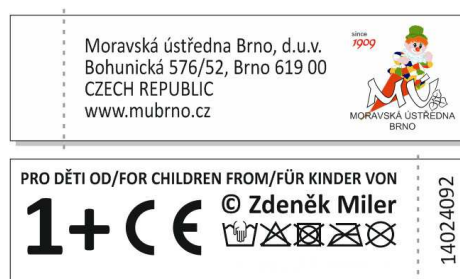 Moravská ústředna Brno, d.u.v.
Bohunická 576/52, Brno 619 00
CZECH REPUBLIC
www.mubrno.cz
since
1909
MU
MORAVSKÁ ÚSTŘEDNA
BRNO
PRO DĚTI OD/FOR CHILDREN FROM/FÜR KINDER VON
1+ CE
© Zdeněk Miler
14024092